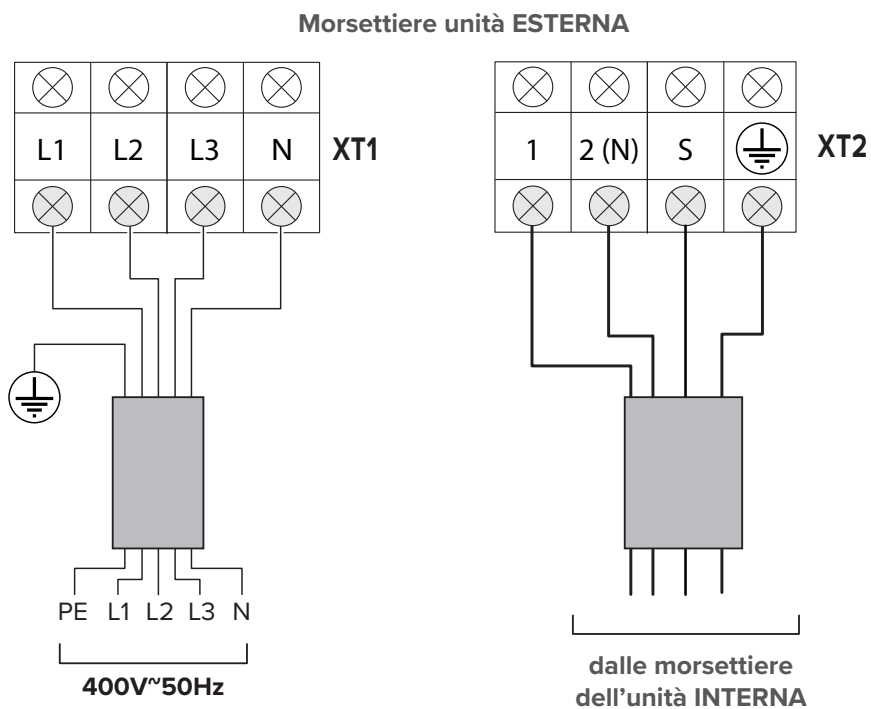 Morsettiere unità ESTERNA
L1 L2 L3 N XT1
1 2 (N) S XT2
PE L1 L2 L3 N
400V~50Hz
dalle morsettiere
dell'unità INTERNA